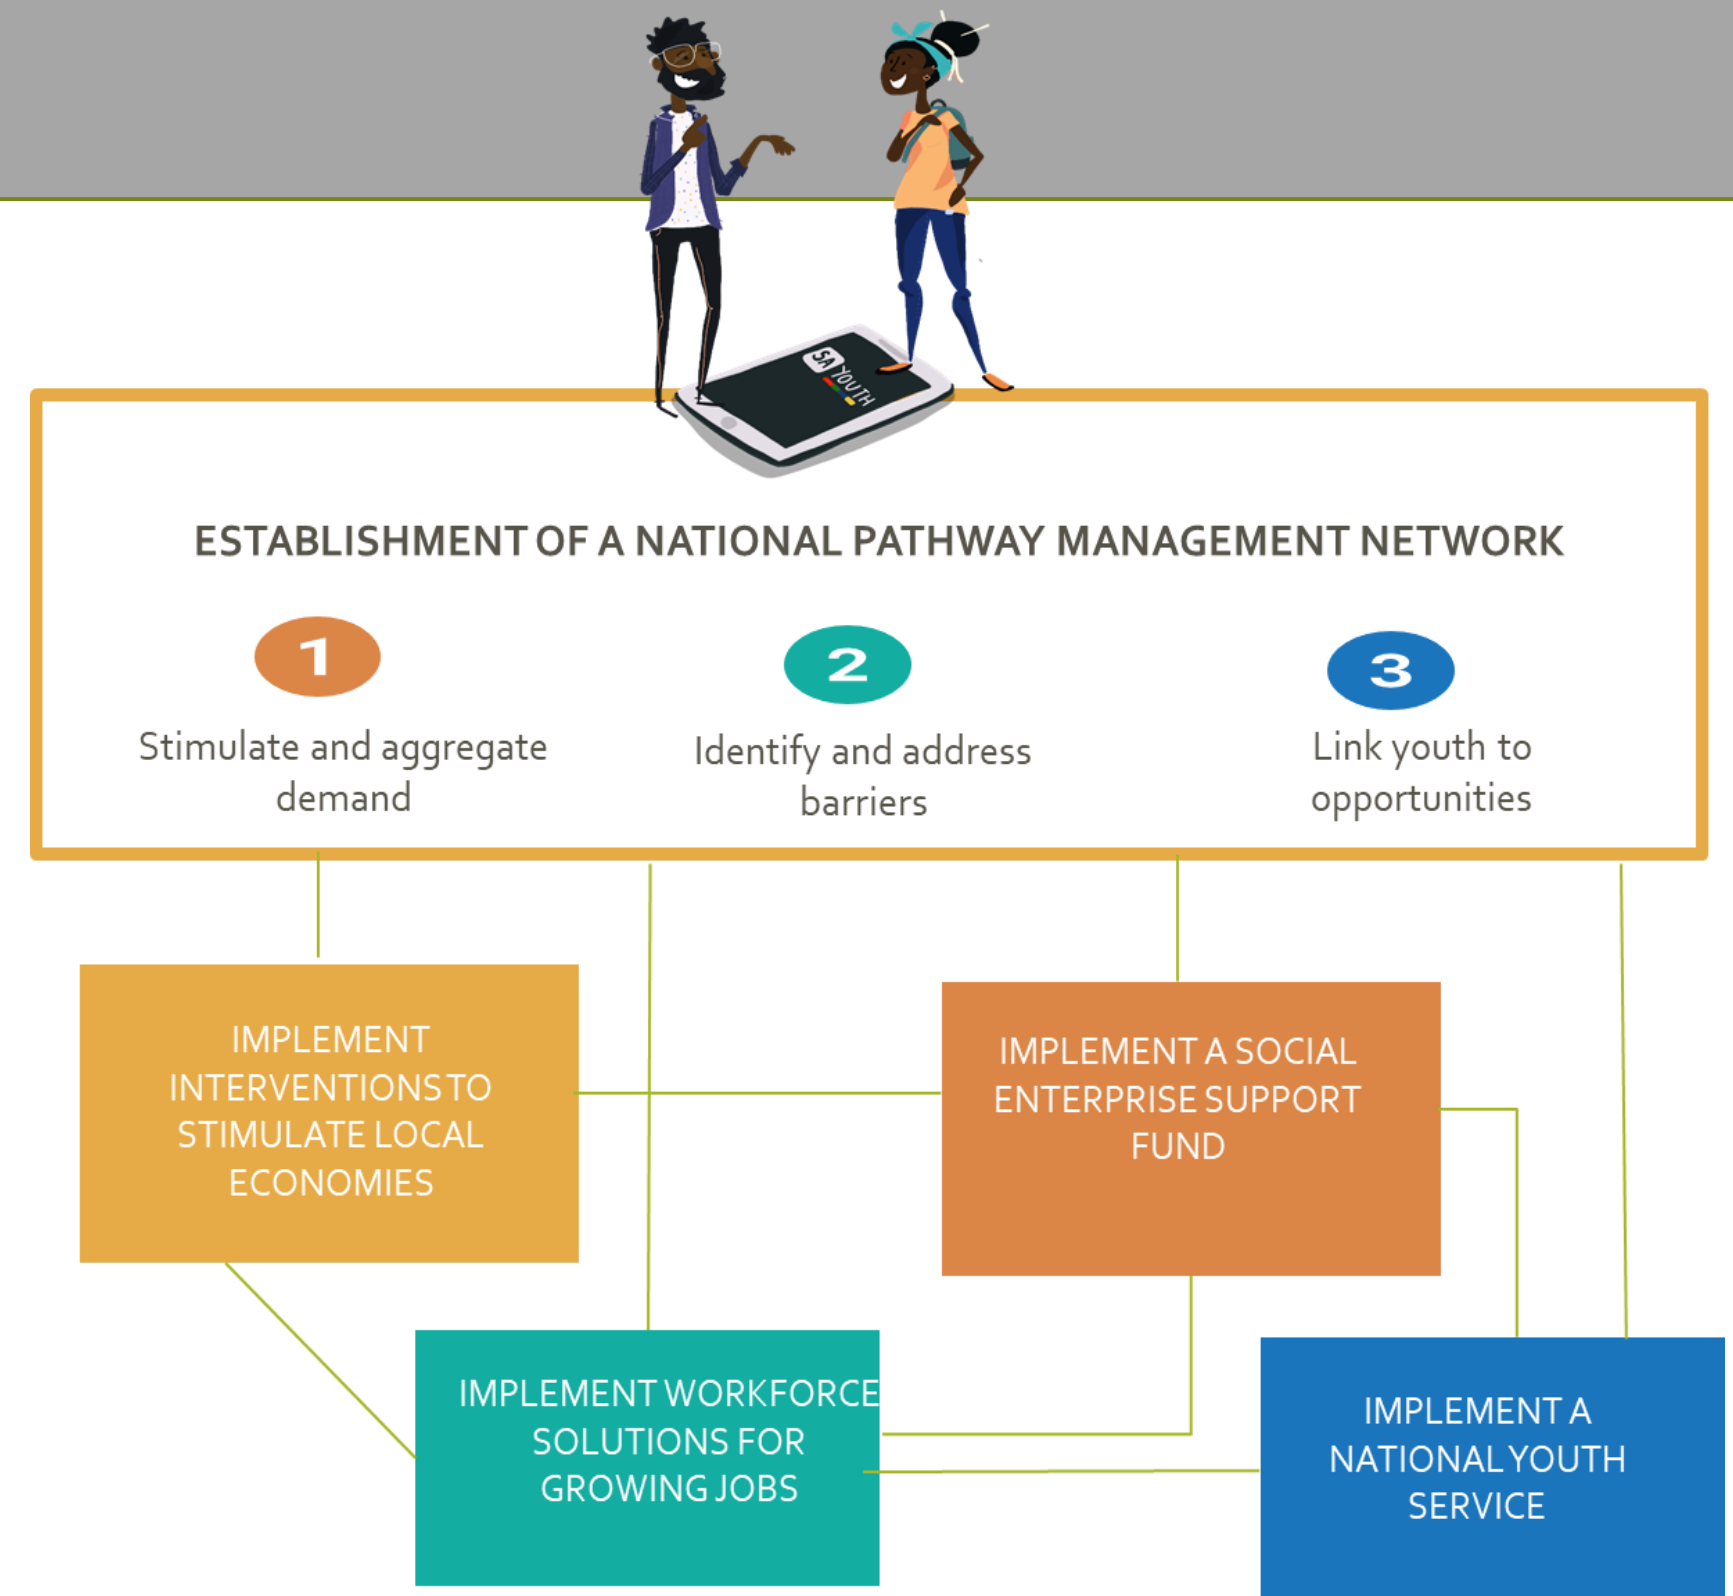 SA
YOUTH
ESTABLISHMENT OF A NATIONAL PATHWAY MANAGEMENT NETWORK
1
2
3
Stimulate and aggregate
demand
Identify and address
barriers
Link youth to
opportunities
IMPLEMENT
INTERVENTIONS TO
STIMULATE LOCAL
ECONOMIES
IMPLEMENT A SOCIAL
ENTERPRISE SUPPORT
FUND
IMPLEMENT WORKFORCE
SOLUTIONS FOR
GROWING JOBS
IMPLEMENT A
NATIONAL YOUTH
SERVICE